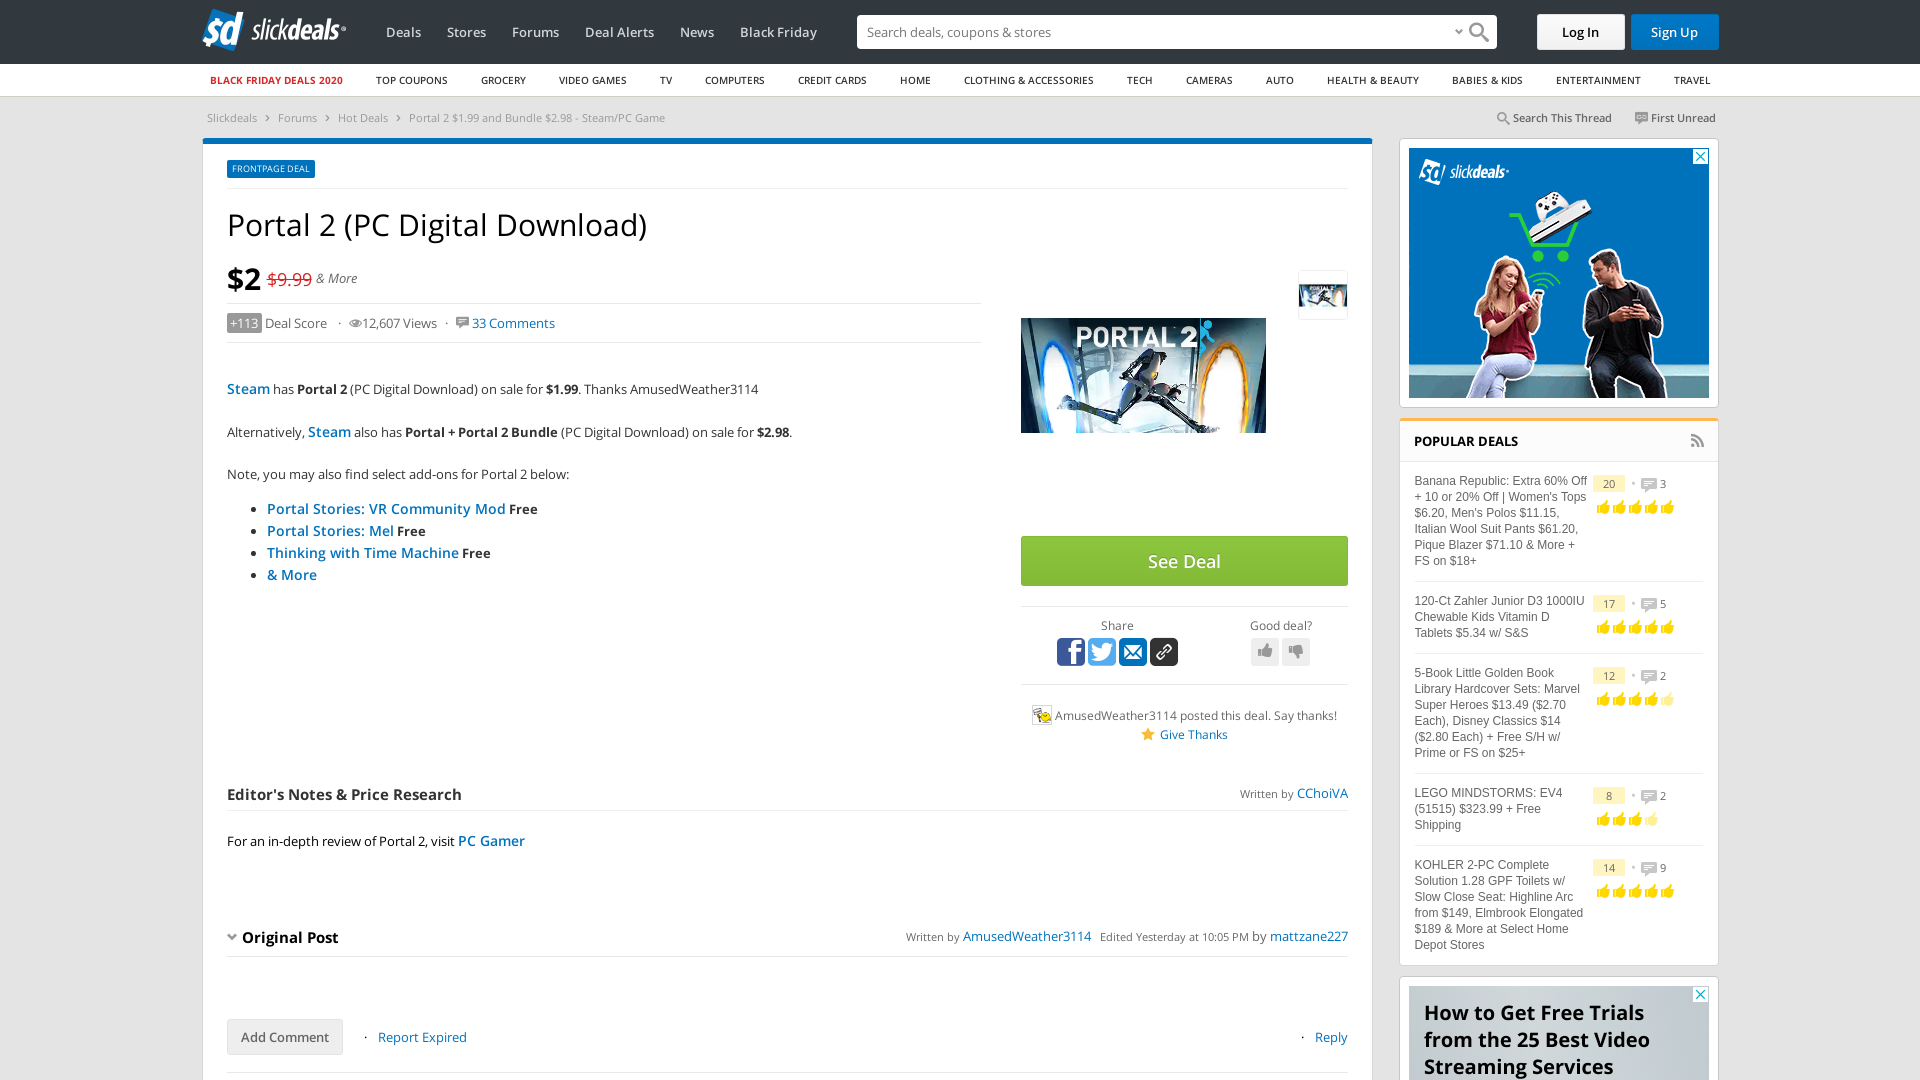 slickdeals
Deals
Stores
Forums
Deal Alerts
News
Black Friday
Search deals, coupons & stores
Log In
Sign Up
BLACK FRIDAY DEALS 2020
TOP COUPONS
GROCERY
VIDEO GAMES
TV
COMPUTERS
CREDIT CARDS
HOME
CLOTHING & ACCESSORIES
TECH
CAMERAS
AUTO
HEALTH & BEAUTY
BABIES & KIDS
ENTERTAINMENT
TRAVEL
Slickdeals › Forums › Hot Deals › Portal 2 $1.99 and Bundle $2.98 - Steam/PC Game
Search This Thread
First Unread
FRONTPAGE DEAL
Portal 2 (PC Digital Download)
$2 $9.99 & More
+113 Deal Score · 12,607 Views · 33 Comments
Steam has Portal 2 (PC Digital Download) on sale for $1.99. Thanks AmusedWeather3114
Alternatively, Steam also has Portal + Portal 2 Bundle (PC Digital Download) on sale for $2.98.
Note, you may also find select add-ons for Portal 2 below:
• Portal Stories: VR Community Mod Free
• Portal Stories: Mel Free
• Thinking with Time Machine Free
• & More
PORTAL 2
See Deal
Share
Good deal?
AmusedWeather3114 posted this deal. Say thanks!
Give Thanks
Editor's Notes & Price Research
Written by CChoiVA
For an in-depth review of Portal 2, visit PC Gamer
Original Post
Written by AmusedWeather3114 Edited Yesterday at 10:05 PM by mattzane227
Add Comment
· Report Expired
· Reply
sd slickdeals
POPULAR DEALS
Banana Republic: Extra 60% Off
+ 10 or 20% Off | Women's Tops
$6.20, Men's Polos $11.15,
Italian Wool Suit Pants $61.20,
Pique Blazer $71.10 & More +
FS on $18+
20 • 3
120-Ct Zahler Junior D3 1000IU
Chewable Kids Vitamin D
Tablets $5.34 w/ S&S
17 • 5
5-Book Little Golden Book
Library Hardcover Sets: Marvel
Super Heroes $13.49 ($2.70
Each), Disney Classics $14
($2.80 Each) + Free S/H w/
Prime or FS on $25+
12 • 2
LEGO MINDSTORMS: EV4
(51515) $323.99 + Free
Shipping
8 • 2
KOHLER 2-PC Complete
Solution 1.28 GPF Toilets w/
Slow Close Seat: Highline Arc
from $149, Elmbrook Elongated
$189 & More at Select Home
Depot Stores
14 • 9
How to Get Free Trials
from the 25 Best Video
Streaming Services